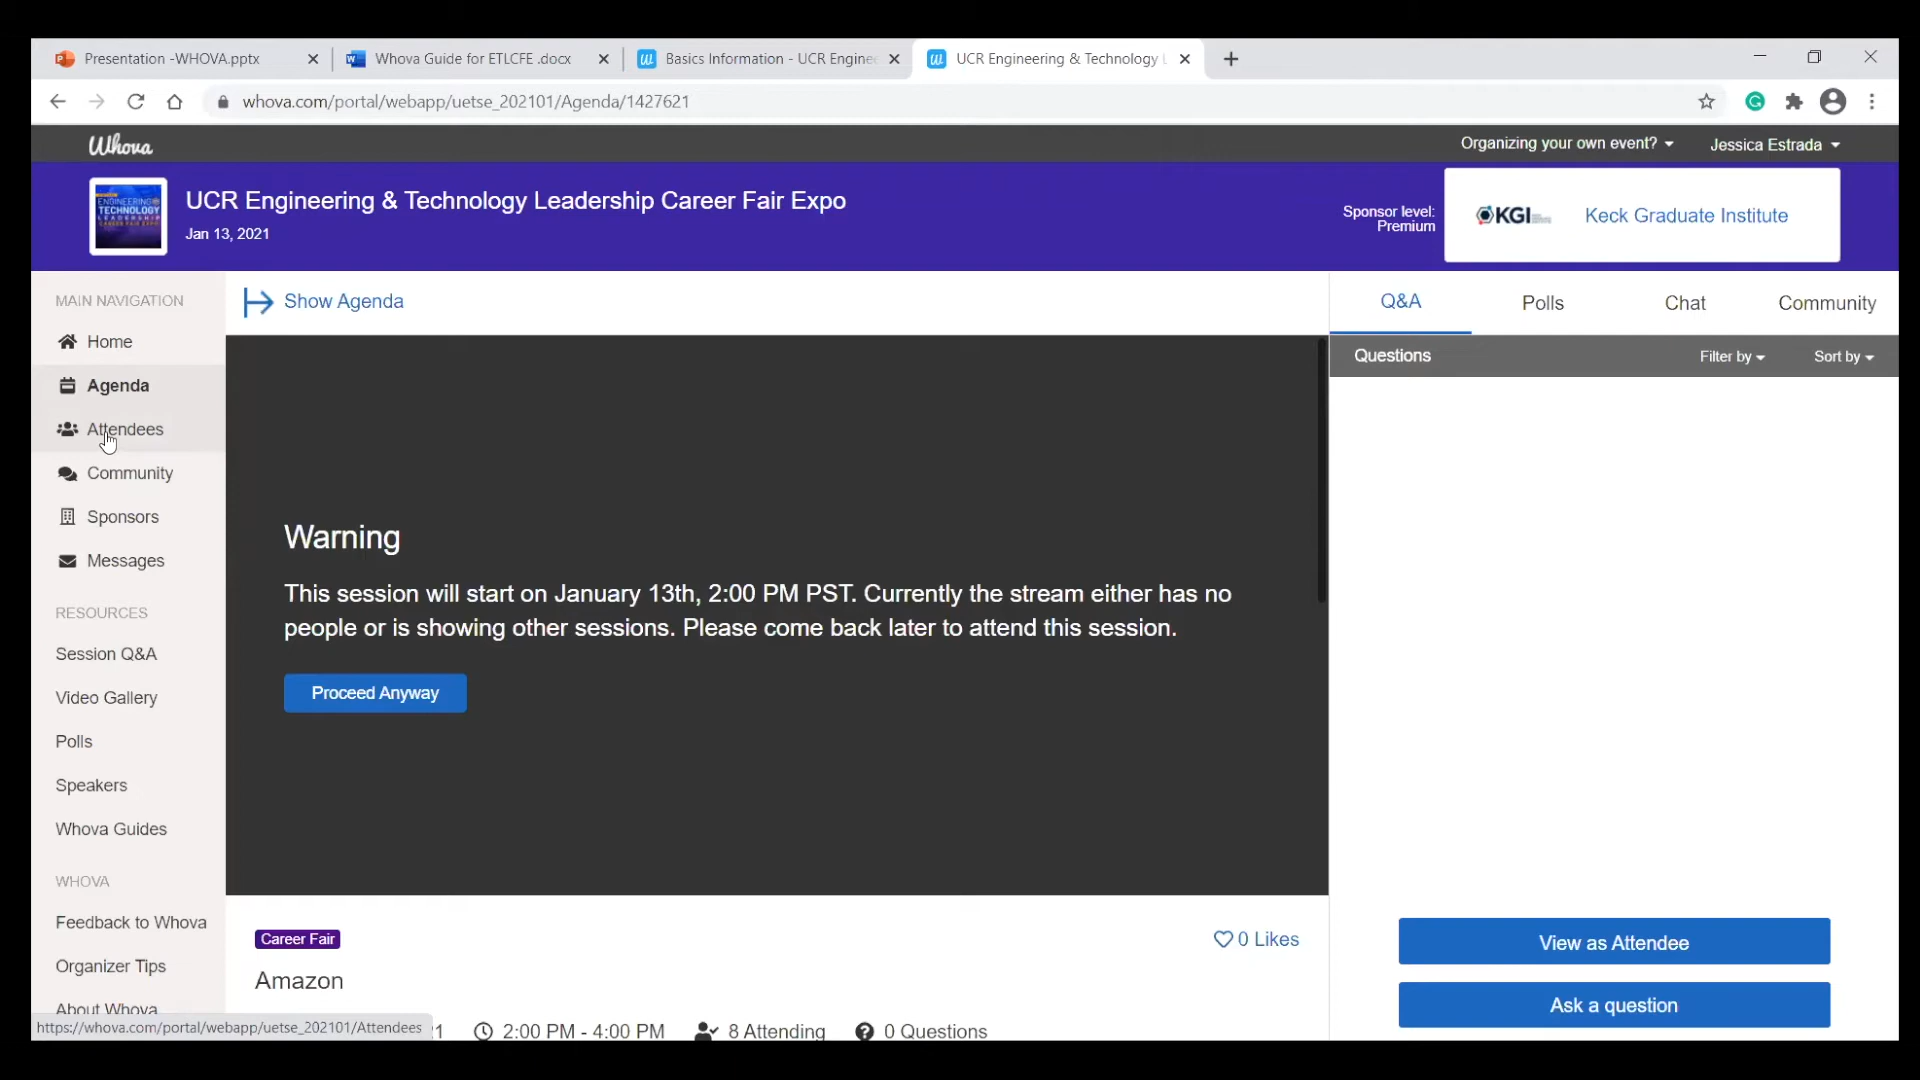 Presentation -WHOVA.pptx
Whova Guide for ETLCFE .docx
Basics Information - UCR Engine
UCR Engineering & Technology L
whova.com/portal/webapp/uetse_202101/Agenda/1427621
Whova
Organizing your own event?
Jessica Estrada
ENGINEERING
TECHNOLOGY
LEADERSHIP
UCR Engineering & Technology Leadership Career Fair Expo
Jan 13, 2021
Sponsor level:
Premium
KGI
Keck Graduate Institute
MAIN NAVIGATION
Home
Agenda
Attendees
Community
Sponsors
Messages
RESOURCES
Session Q&A
Video Gallery
Polls
Speakers
Whova Guides
WHOVA
Feedback to Whova
Organizer Tips
About Whova
https://whova.com/portal/webapp/uetse_202101/Attendees
Show Agenda
Warning
This session will start on January 13th, 2:00 PM PST. Currently the stream either has no
people or is showing other sessions. Please come back later to attend this session.
Proceed Anyway
Career Fair
0 Likes
Amazon
1
2:00 PM - 4:00 PM
8 Attending
0 Questions
Q&A
Polls
Chat
Community
Questions
Filter by
Sort by
View as Attendee
Ask a question